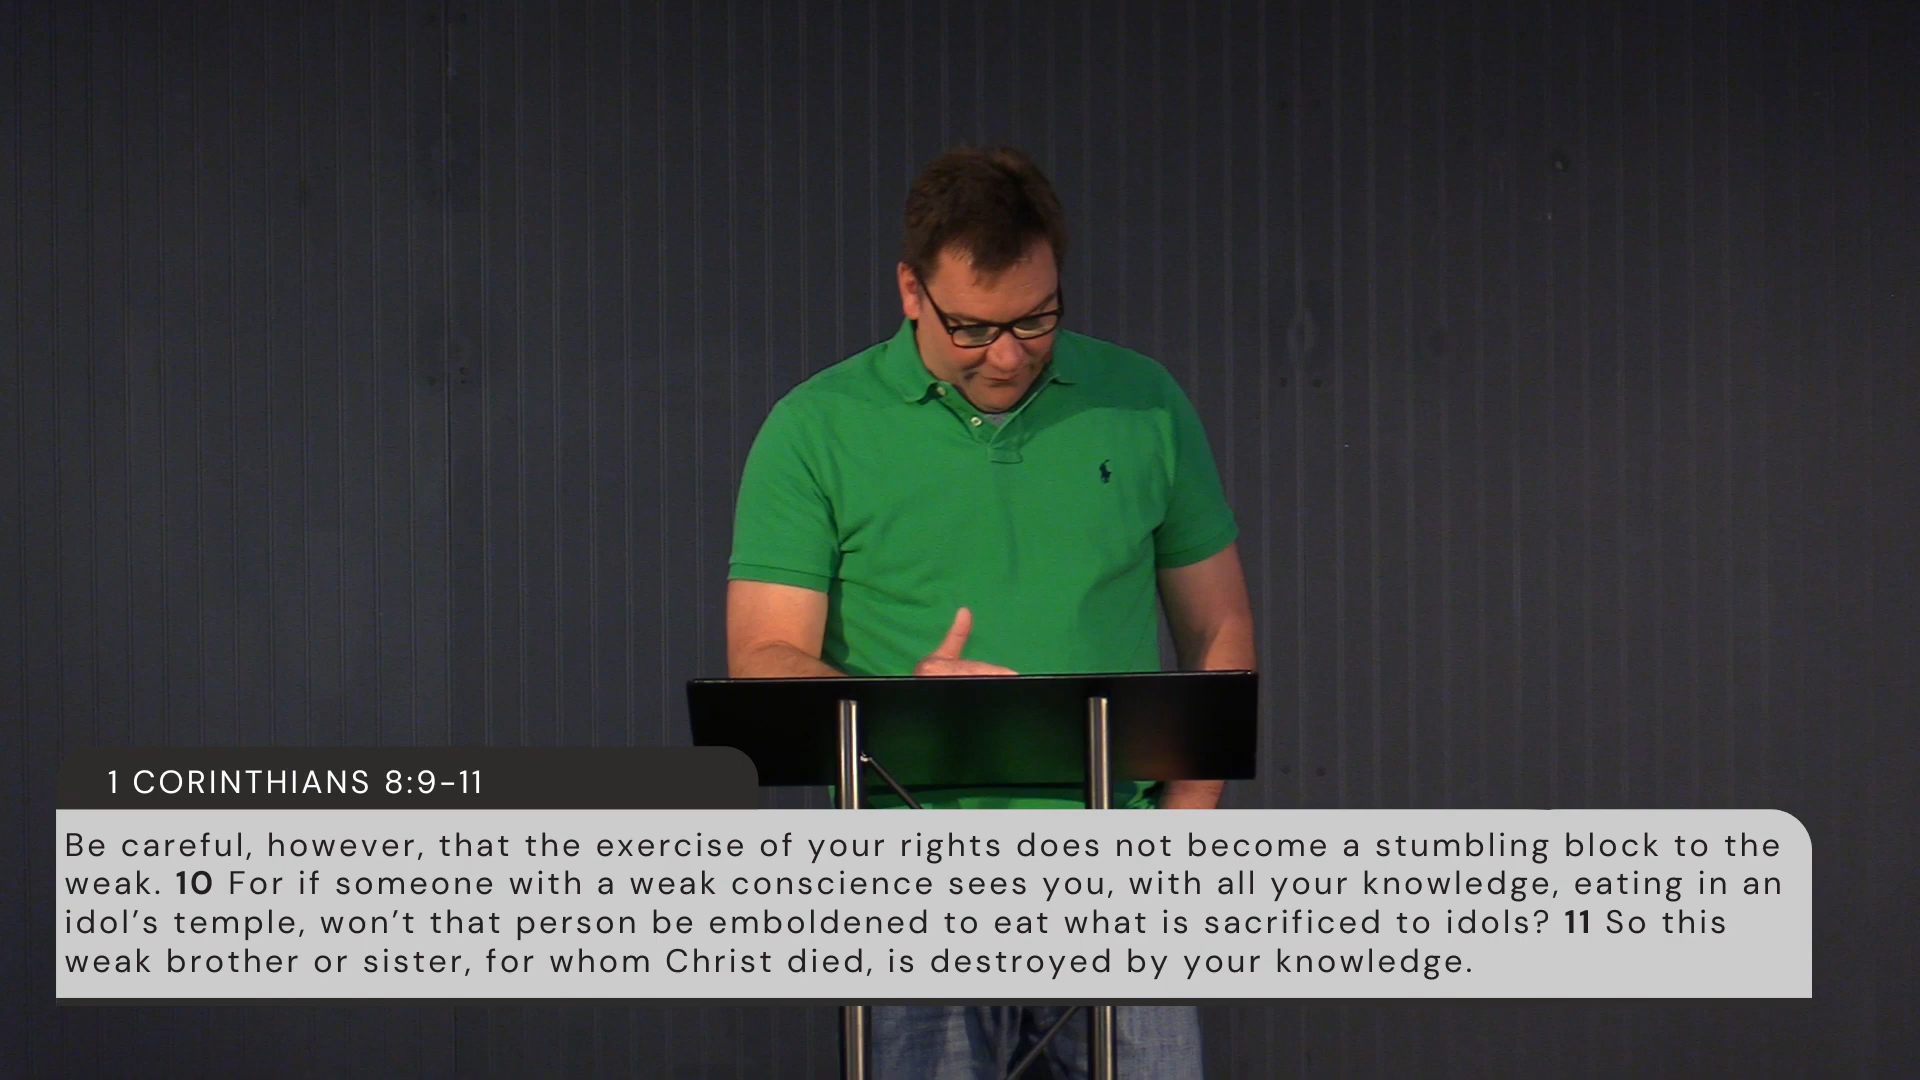 1 CORINTHIANS 8:9-11
Be careful, however, that the exercise of your rights does not become a stumbling block to the
weak. 10 For if someone with a weak conscience sees you, with all your knowledge, eating in an
idol’s temple, won’t that person be emboldened to eat what is sacrificed to idols? 11 So this
weak brother or sister, for whom Christ died, is destroyed by your knowledge.